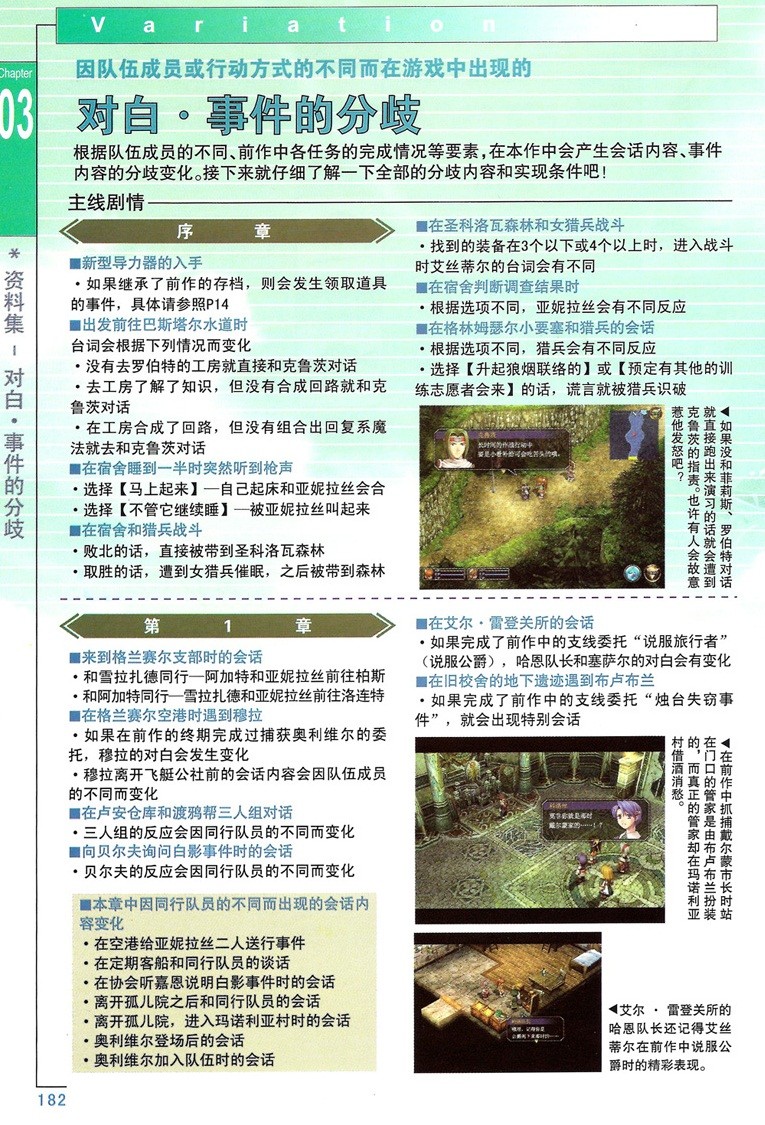 Variation
Chapter
03
*资料集－对白·事件的分歧
因队伍成员或行动方式的不同而在游戏中出现的
对白·事件的分歧
根据队伍成员的不同、前作中各任务的完成情况等要素,在本作中会产生会话内容、事件
内容的分歧变化。接下来就仔细了解一下全部的分歧内容和实现条件吧!
主线剧情
序章
■新型导力器的入手
·如果继承了前作的存档，则会发生领取道具
的事件，具体请参照P14
■出发前往巴斯塔尔水道时
台词会根据下列情况而变化
·没有去罗伯特的工房就直接和克鲁茨对话
·去工房了解了知识，但没有合成回路就和克
鲁茨对话
·在工房合成了回路，但没有组合出回复系魔
法就去和克鲁茨对话
■在宿舍睡到一半时突然听到枪声
·选择【马上起来】—自己起床和亚妮拉丝会合
·选择【不管它继续睡】—被亚妮拉丝叫起来
■在宿舍和猎兵战斗
·败北的话，直接被带到圣科洛瓦森林
·取胜的话，遭到女猎兵催眠，之后被带到森林
■在圣科洛瓦森林和女猎兵战斗
·找到的装备在3个以下或4个以上时，进入战斗
时艾丝蒂尔的台词会有不同
■在宿舍判断调查结果时
·根据选项不同，亚妮拉丝会有不同反应
■在格林姆瑟尔小要塞和猎兵的会话
·根据选项不同，猎兵会有不同反应
·选择【升起狼烟联络的】或【预定有其他的训
练志愿者会来】的话，谎言就被猎兵识破
长时间的作战行动中
要是小看补给可会吃苦头的哦。
◀如果没和菲莉斯、罗伯特对话
就直接跑出来演习的话就会遭到
克鲁茨的指责。也许有人会故意
惹他发怒吧？
第1章
■来到格兰赛尔支部时的会话
·和雪拉扎德同行—阿加特和亚妮拉丝前往柏斯
·和阿加特同行—雪拉扎德和亚妮拉丝前往洛连特
■在格兰赛尔空港时遇到穆拉
·如果在前作的终期完成过捕获奥利维尔的委
托，穆拉的对白会发生变化
·穆拉离开飞艇公社前的会话内容会因队伍成员
的不同而变化
■在卢安仓库和渡鸦帮三人组对话
·三人组的反应会因同行队员的不同而变化
■向贝尔夫询问白影事件时的会话
·贝尔夫的反应会因同行队员的不同而变化
■本章中因同行队员的不同而出现的会话内
容变化
·在空港给亚妮拉丝二人送行事件
·在定期客船和同行队员的谈话
·在协会听嘉恩说明白影事件时的会话
·离开孤儿院之后和同行队员的会话
·离开孤儿院，进入玛诺利亚村时的会话
·奥利维尔登场后的会话
·奥利维尔加入队伍时的会话
■在艾尔·雷登关所的会话
·如果完成了前作中的支线委托“说服旅行者”
（说服公爵），哈恩队长和塞萨尔的对白会有变化
■在旧校舍的地下遗迹遇到布卢布兰
·如果完成了前作中的支线委托“烛台失窃事
件”，就会出现特别会话
科洛丝
莫非你就是那时
戴尔蒙家的……！？
◀在前作中抓捕戴尔蒙市长时站
在门口的管家是由布卢布兰扮装
的，而真正的管家却在玛诺利亚
村借酒消愁。
◀艾尔·雷登关所的
哈恩队长还记得艾丝
蒂尔在前作中说服公
爵时的精彩表现。
182